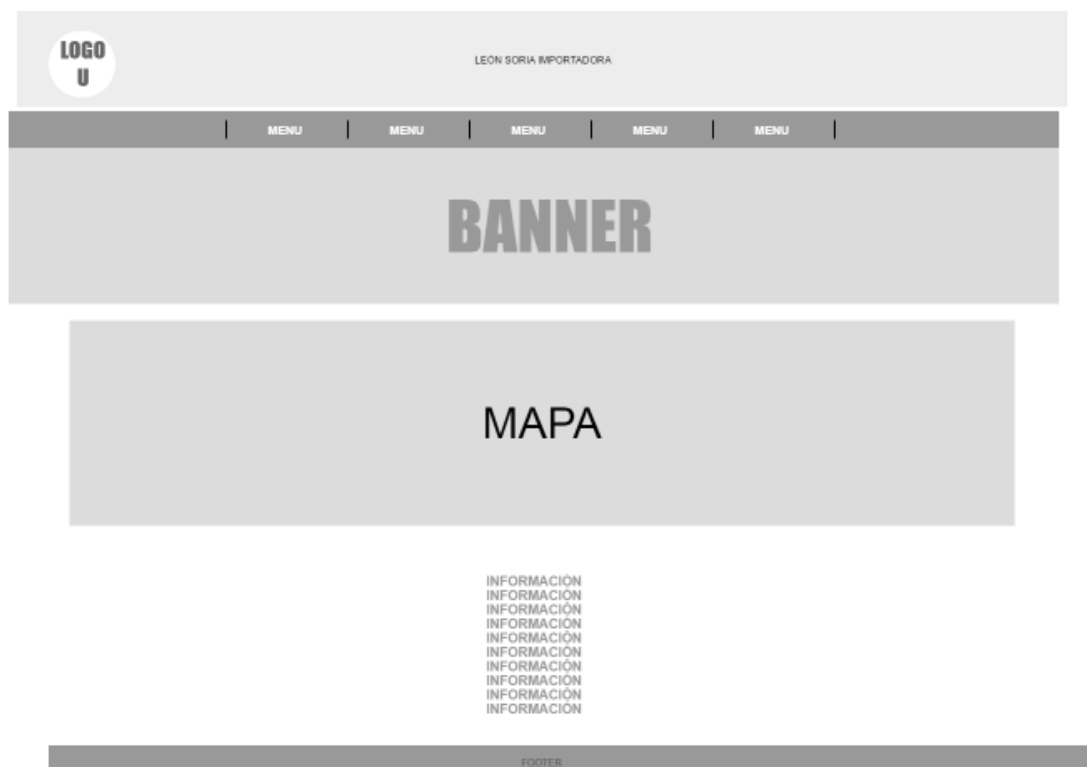 LOGO
U
LEÓN SORIA IMPORTADORA
MENU MENU MENU MENU MENU
BANNER
MAPA
INFORMACIÓN
INFORMACIÓN
INFORMACIÓN
INFORMACIÓN
INFORMACIÓN
INFORMACIÓN
INFORMACIÓN
INFORMACIÓN
INFORMACIÓN
INFORMACIÓN
FOOTER